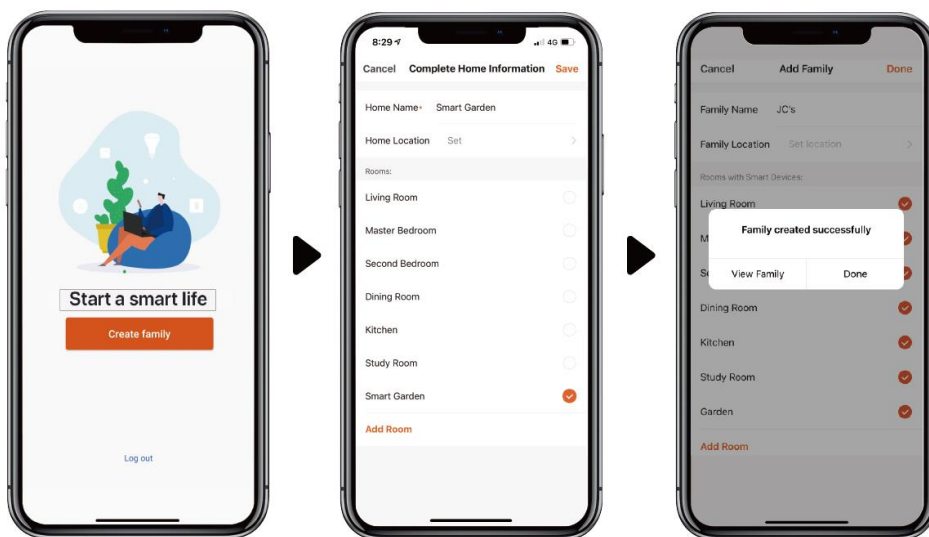 Start a smart life
Create family
Log out
8:29
4G
Cancel Complete Home Information Save
Home Name* Smart Garden
Home Location Set
Rooms:
Living Room
Master Bedroom
Second Bedroom
Dining Room
Kitchen
Study Room
Smart Garden
Add Room
Cancel Add Family Done
Family Name JC's
Family Location Set location
Rooms with Smart Devices:
Living Room
M
Family created successfully
Se
View Family Done
Dining Room
Kitchen
Study Room
Garden
Add Room